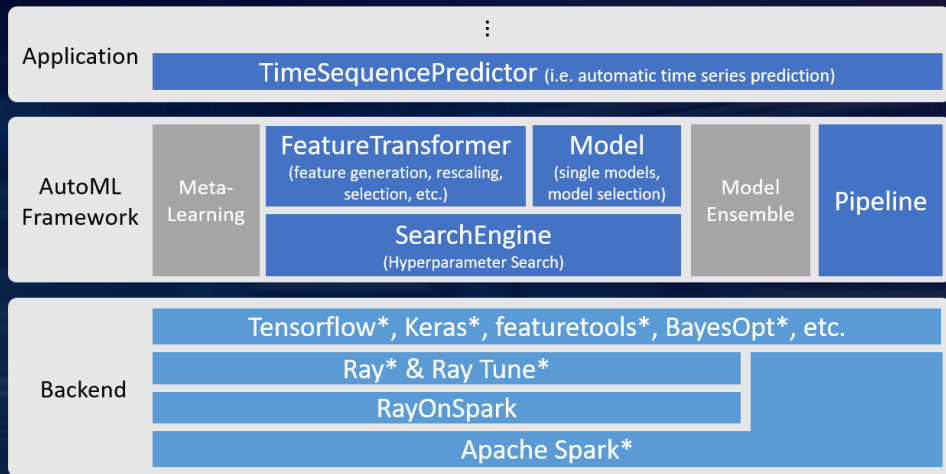 ⋮
Application
TimeSequencePredictor (i.e. automatic time series prediction)
AutoML
Framework
Meta-
Learning
FeatureTransformer
(feature generation, rescaling,
selection, etc.)
Model
(single models,
model selection)
SearchEngine
(Hyperparameter Search)
Model
Ensemble
Pipeline
Backend
Tensorflow*, Keras*, featuretools*, BayesOpt*, etc.
Ray* & Ray Tune*
RayOnSpark
Apache Spark*